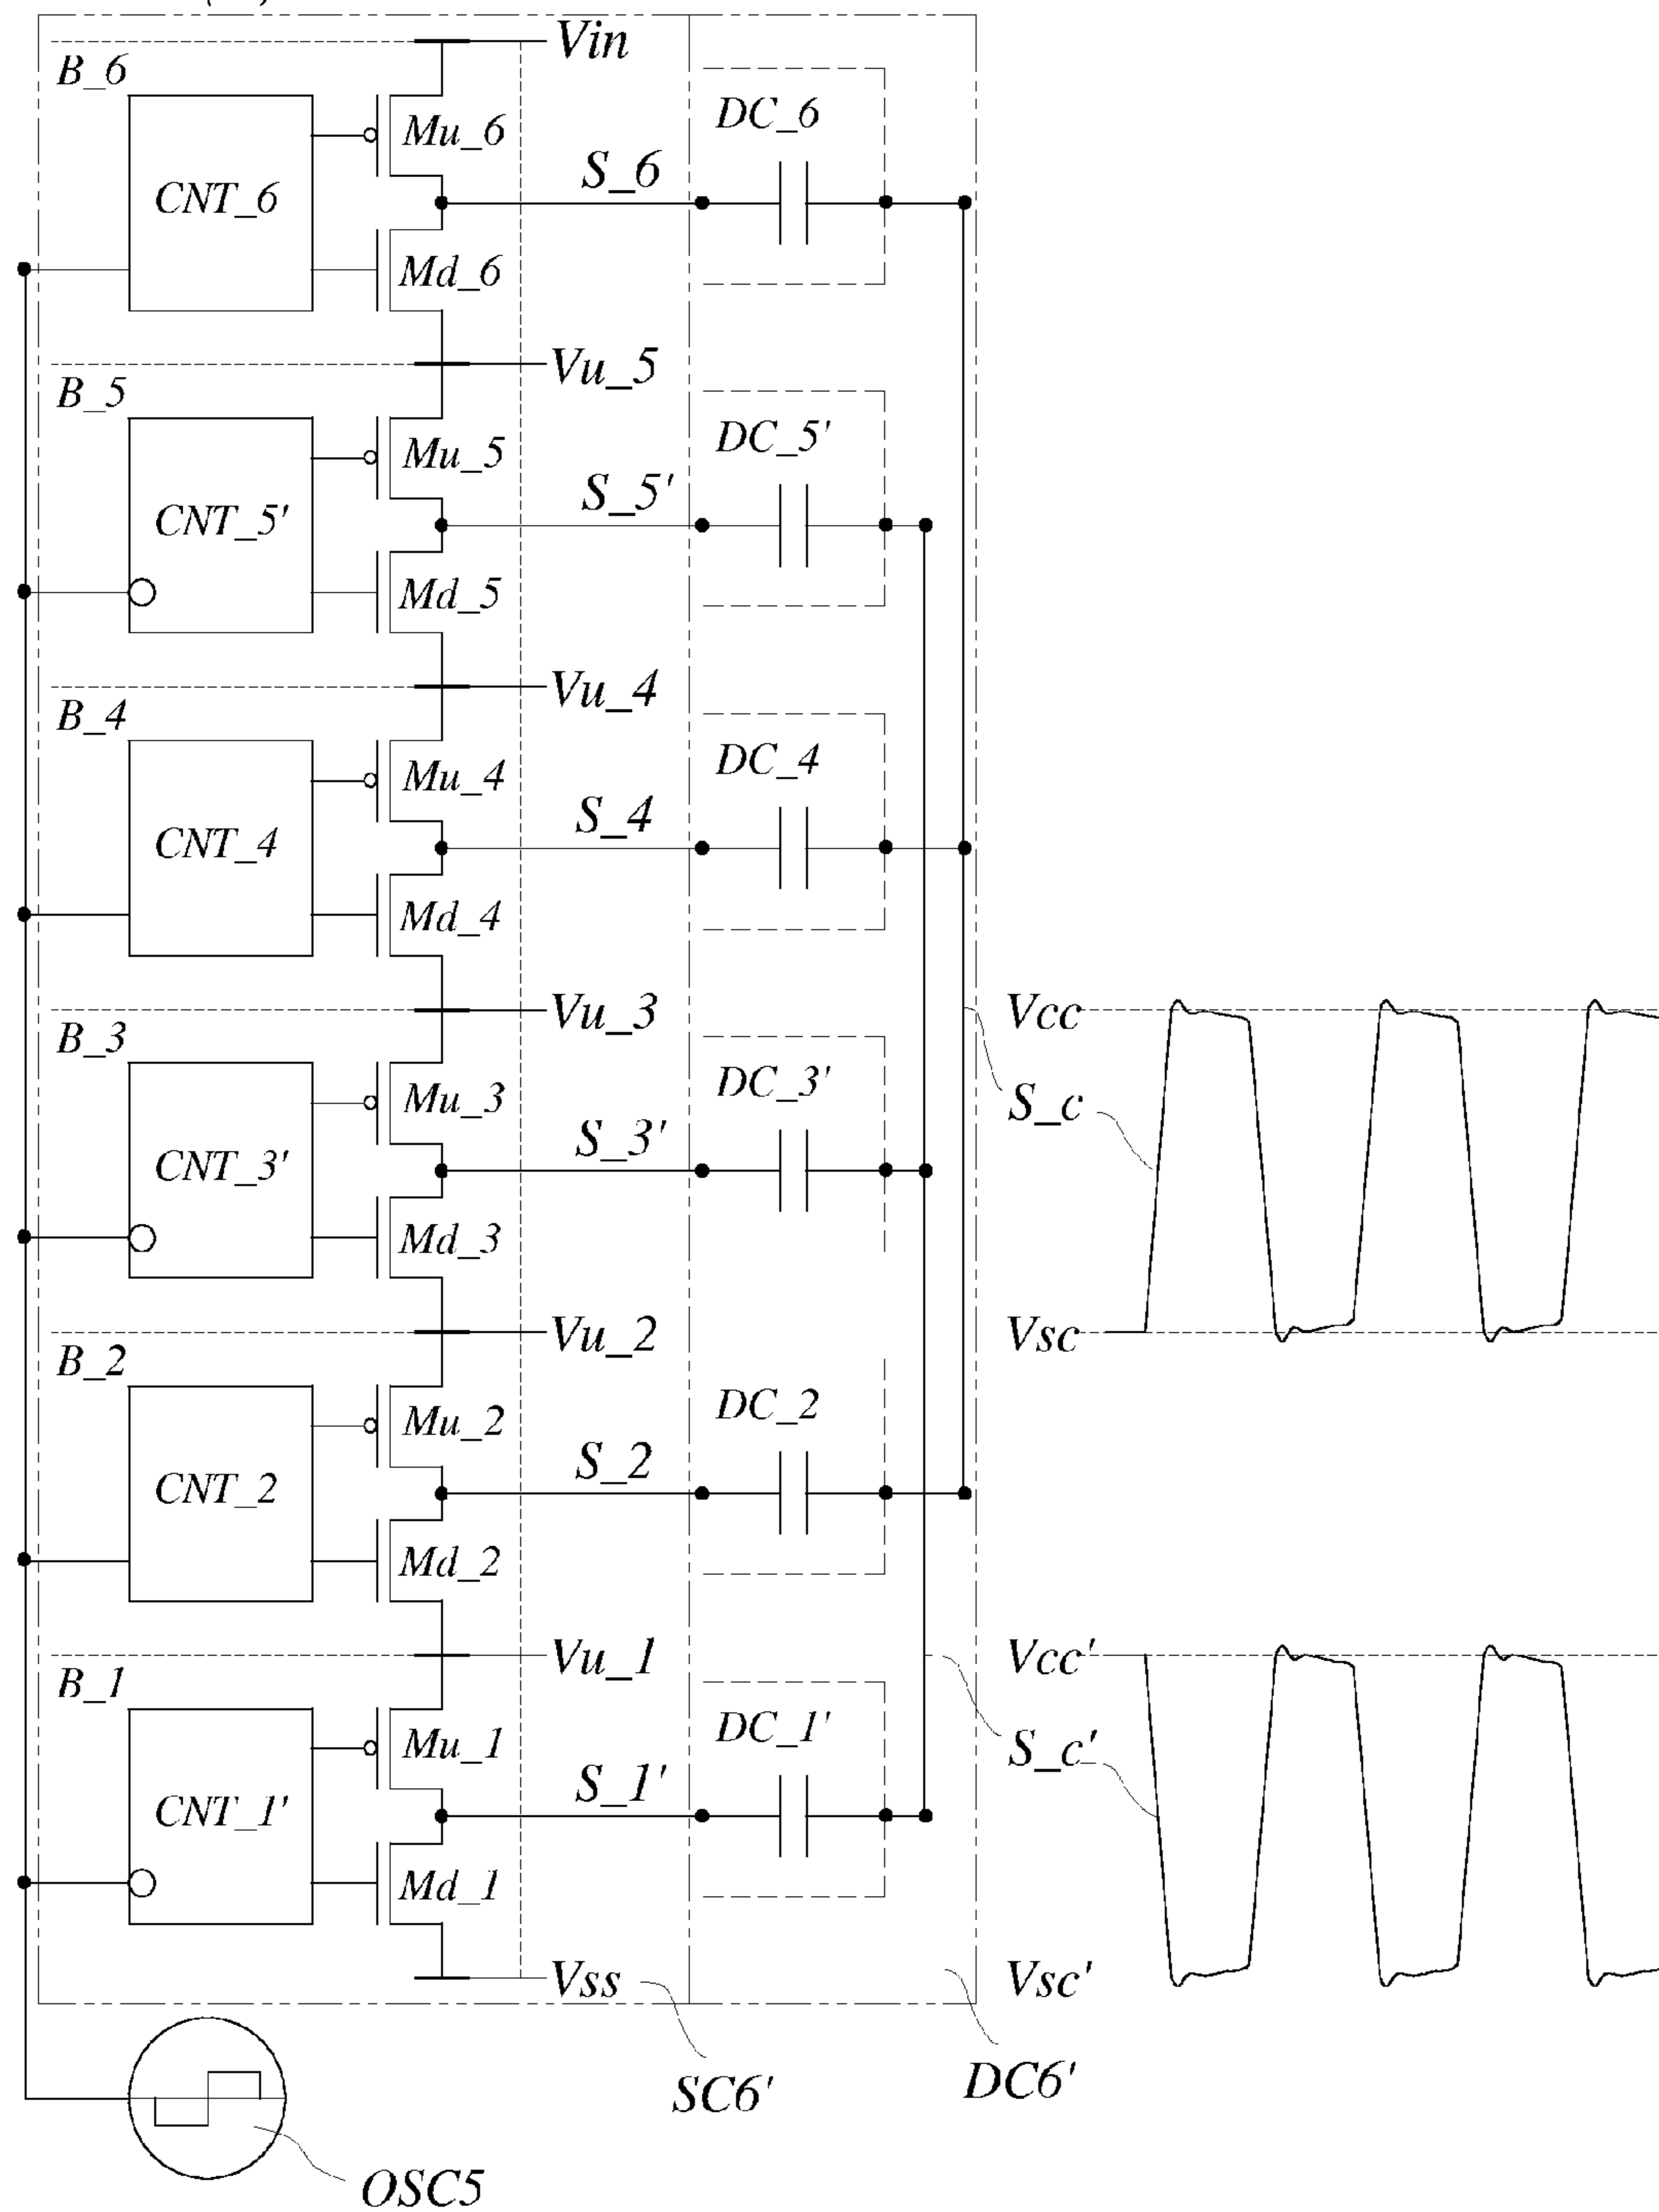 Vin
B_6
Mu_6
DC_6
CNT_6
S_6
Md_6
Vu_5
B_5
Mu_5
DC_5'
CNT_5'
S_5'
Md_5
Vu_4
B_4
Mu_4
DC_4
CNT_4
S_4
Md_4
Vu_3
Vcc
B_3
Mu_3
DC_3'
S_c
CNT_3'
S_3'
Md_3
Vu_2
Vsc
B_2
Mu_2
DC_2
CNT_2
S_2
Md_2
Vu_1
Vcc'
B_1
Mu_1
DC_1'
S_c'
CNT_1'
S_1'
Md_1
Vss
Vsc'
SC6'
DC6'
OSC5